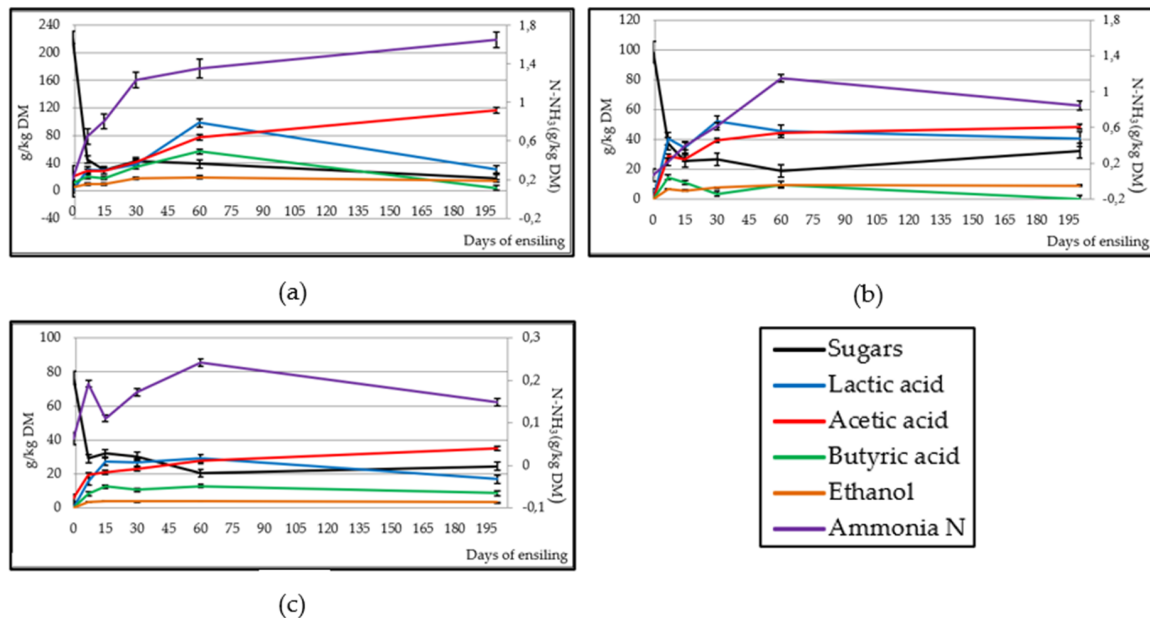 240
200
160
120
80
40
0
-40
g/kg DM
1,8
1,4
1
0,6
0,2
-0,2
N-NH3(g/kg DM)
0 15 30 45 60 75 90 105 120 135 150 165 180 195
Days of ensiling
(a)
120
100
80
60
40
20
0
g/kg DM
1,8
1,4
1
0,6
0,2
-0,2
N-NH3(g/kg DM)
0 15 30 45 60 75 90 105 120 135 150 165 180 195
Days of ensiling
(b)
100
80
60
40
20
0
g/kg DM
0,3
0,2
0,1
0
-0,1
N-NH3(g/kg DM)
0 15 30 45 60 75 90 105 120 135 150 165 180 195
Days of ensiling
(c)
Sugars
Lactic acid
Acetic acid
Butyric acid
Ethanol
Ammonia N